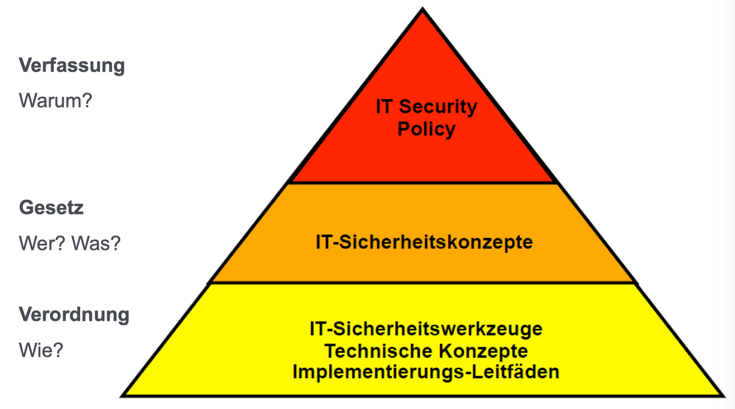 Verfassung
Warum?
IT Security
Policy
Gesetz
Wer? Was?
IT-Sicherheitskonzepte
Verordnung
Wie?
IT-Sicherheitswerkzeuge
Technische Konzepte
Implementierungs-Leitfäden